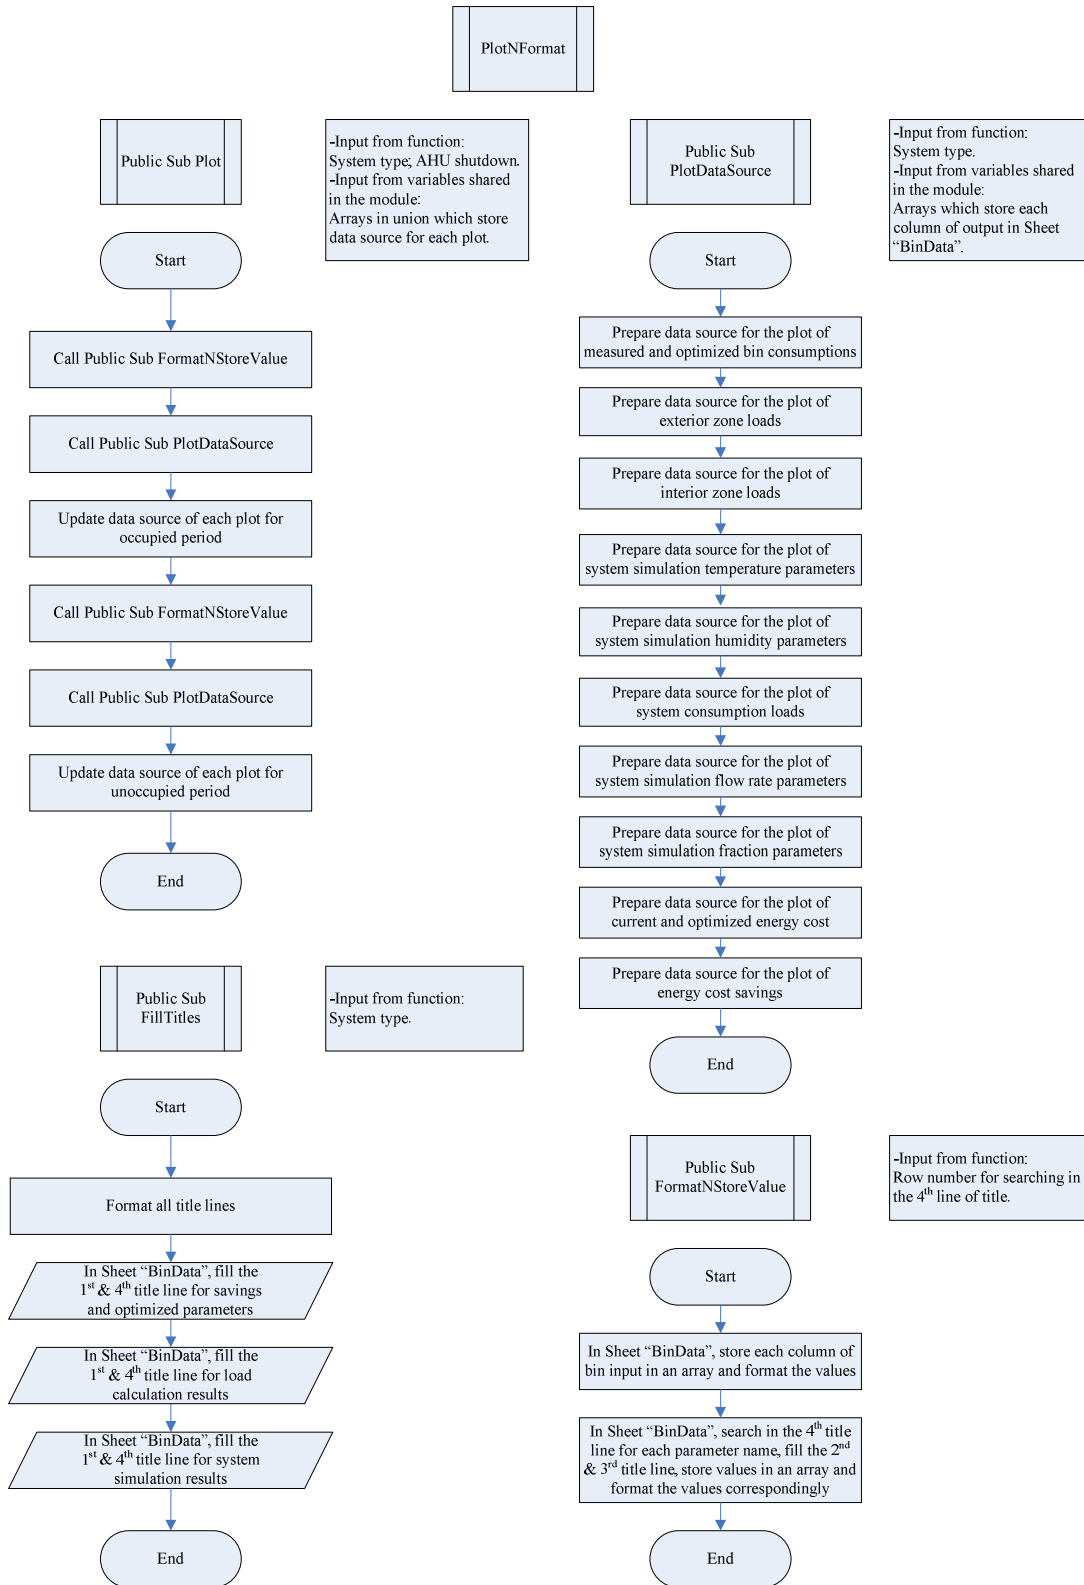 PlotNFormat
Public Sub Plot
-Input from function:
System type; AHU shutdown.
-Input from variables shared
in the module:
Arrays in union which store
data source for each plot.
Start
Call Public Sub FormatNStoreValue
Call Public Sub PlotDataSource
Update data source of each plot for
occupied period
Call Public Sub FormatNStoreValue
Call Public Sub PlotDataSource
Update data source of each plot for
unoccupied period
End
Public Sub
PlotDataSource
-Input from function:
System type.
-Input from variables shared
in the module:
Arrays which store each
column of output in Sheet
“BinData”.
Start
Prepare data source for the plot of
measured and optimized bin consumptions
Prepare data source for the plot of
exterior zone loads
Prepare data source for the plot of
interior zone loads
Prepare data source for the plot of
system simulation temperature parameters
Prepare data source for the plot of
system simulation humidity parameters
Prepare data source for the plot of
system consumption loads
Prepare data source for the plot of
system simulation flow rate parameters
Prepare data source for the plot of
system simulation fraction parameters
Prepare data source for the plot of
current and optimized energy cost
Prepare data source for the plot of
energy cost savings
End
Public Sub
FillTitles
-Input from function:
System type.
Start
Format all title lines
In Sheet “BinData”, fill the
1st & 4th title line for savings
and optimized parameters
In Sheet “BinData”, fill the
1st & 4th title line for load
calculation results
In Sheet “BinData”, fill the
1st & 4th title line for system
simulation results
End
Public Sub
FormatNStoreValue
-Input from function:
Row number for searching in
the 4th line of title.
Start
In Sheet “BinData”, store each column of
bin input in an array and format the values
In Sheet “BinData”, search in the 4th title
line for each parameter name, fill the 2nd
& 3rd title line, store values in an array and
format the values correspondingly
End